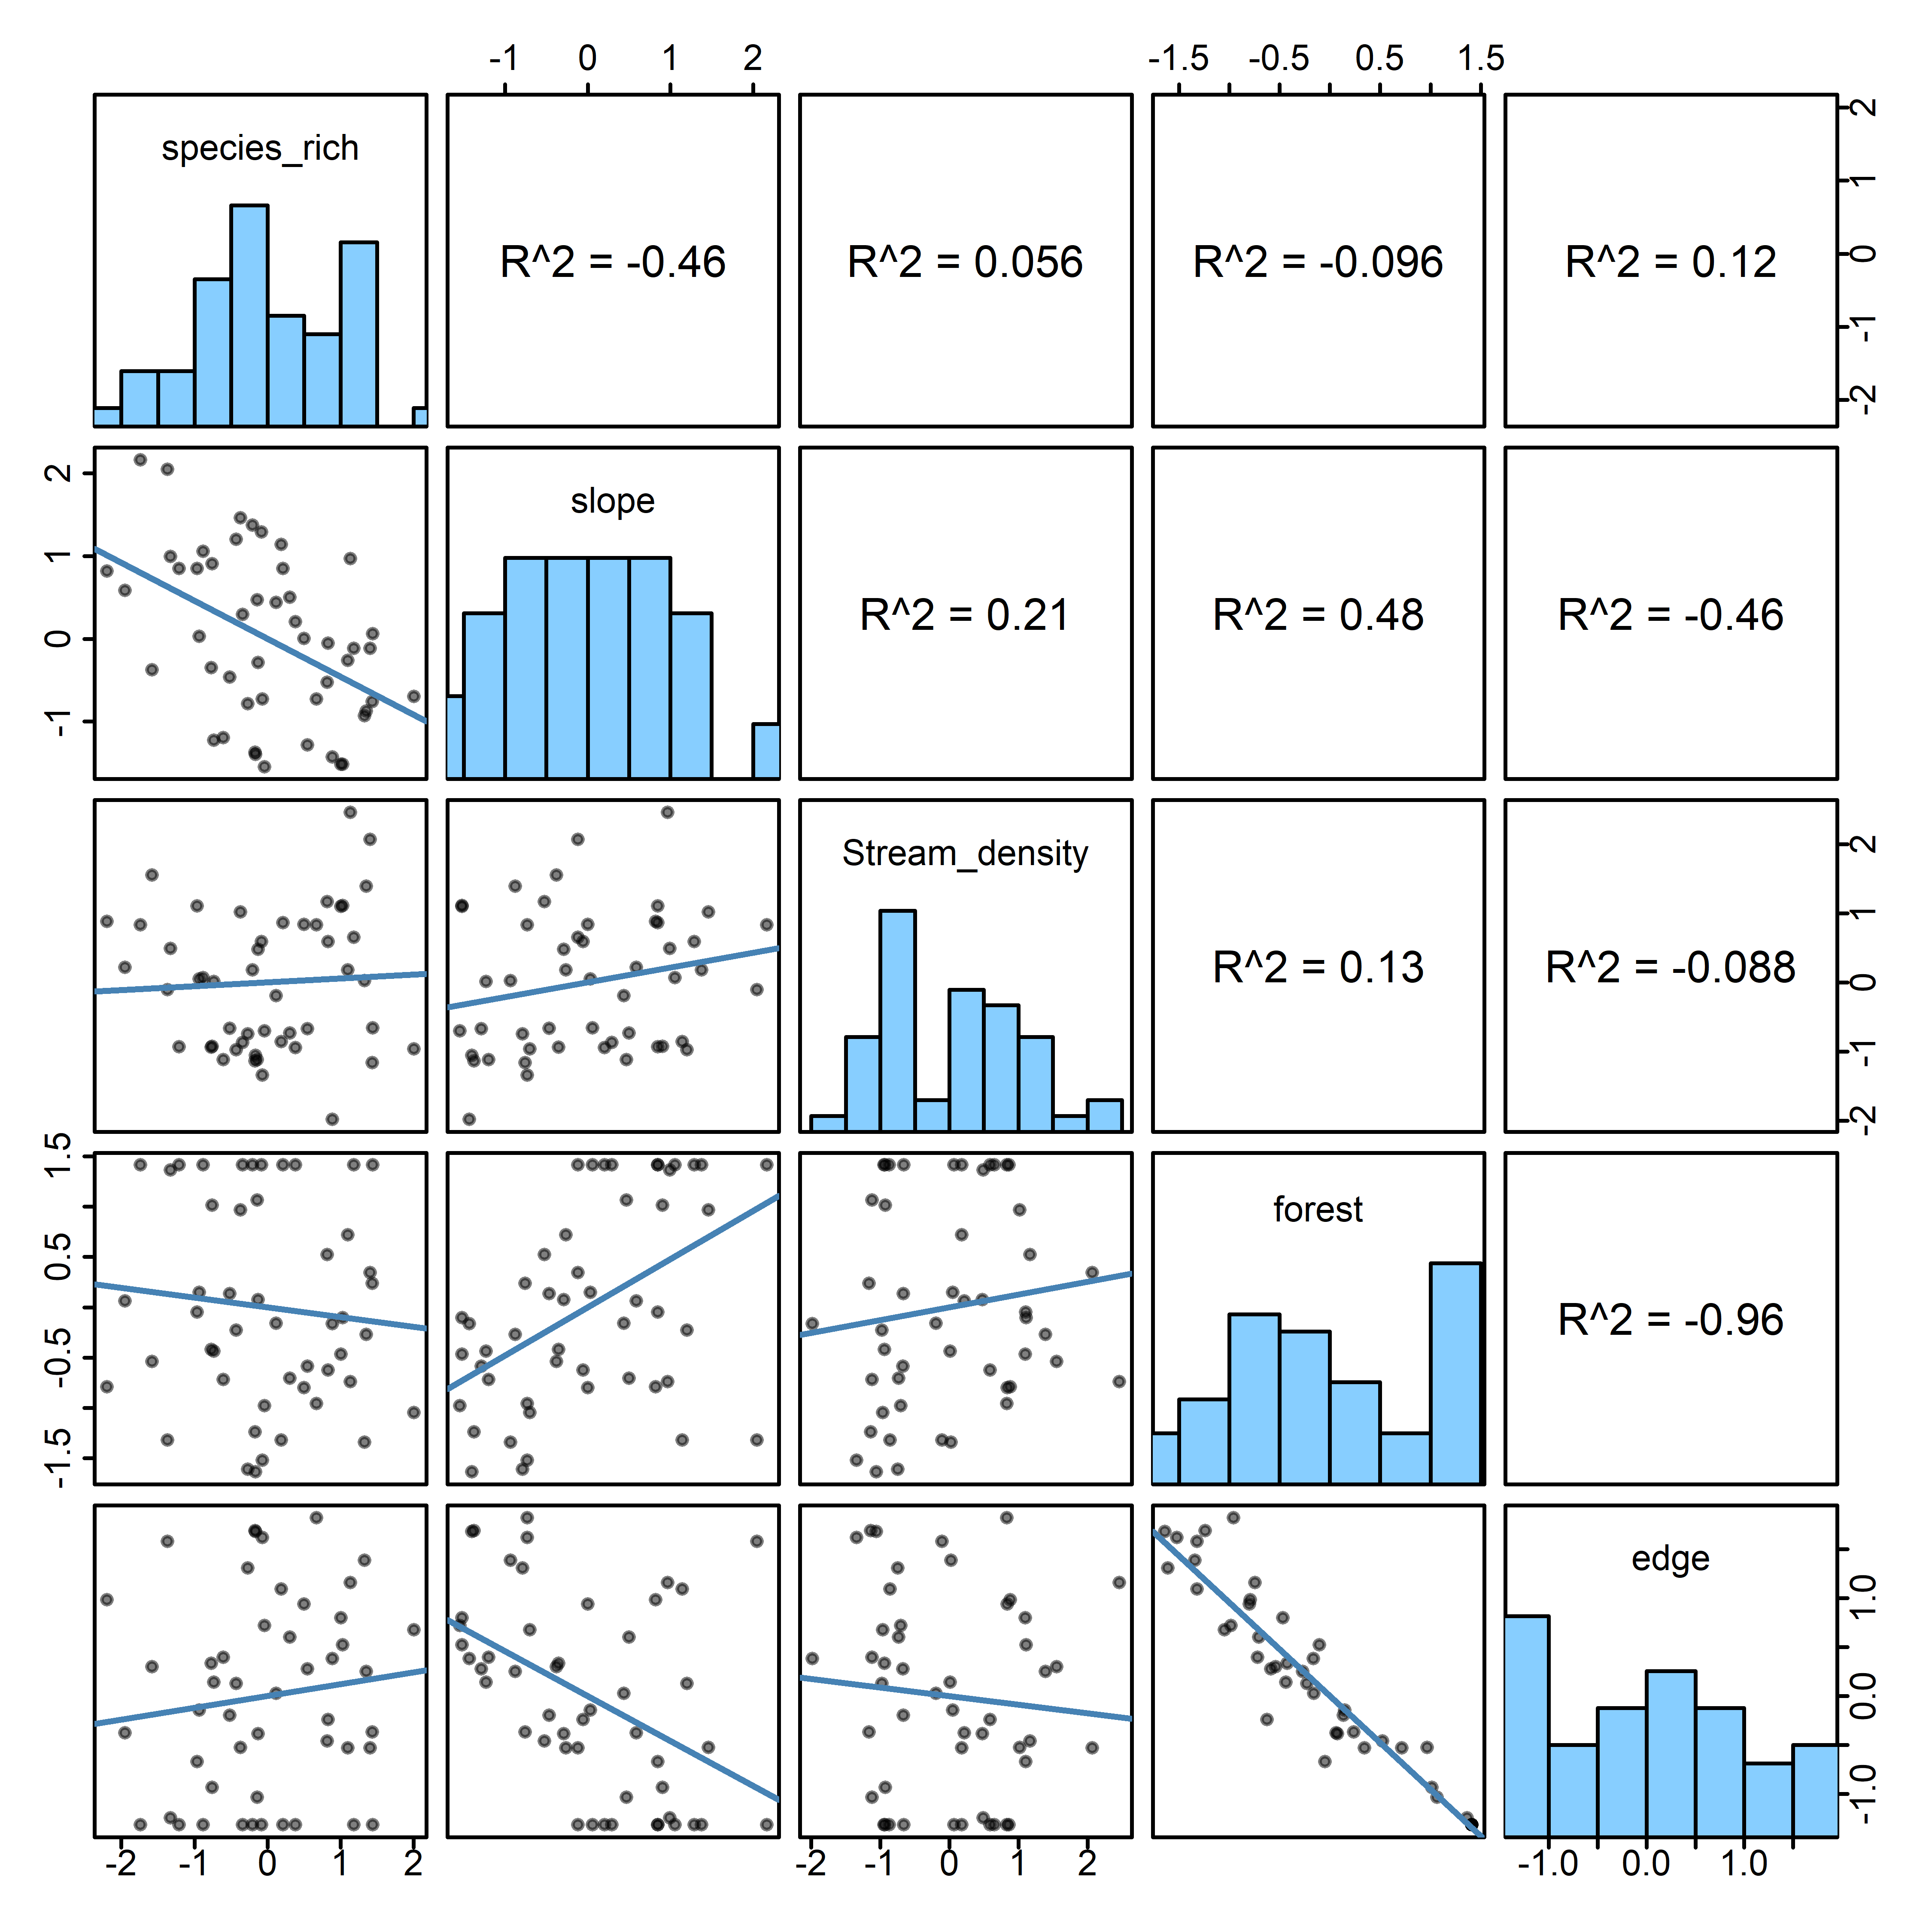 -1 0 1 2 -1.5 -0.5 0.5 1.5
species_rich
R^2 = -0.46
R^2 = 0.056
R^2 = -0.096
R^2 = 0.12
2
1
0
-1
-2
2
1
0
-1
slope
R^2 = 0.21
R^2 = 0.48
R^2 = -0.46
Stream_density
R^2 = 0.13
R^2 = -0.088
2
1
0
-1
-2
1.5
0.5
-0.5
-1.5
forest
R^2 = -0.96
edge
1.0
0.0
-1.0
-2 -1 0 1 2 -2 -1 0 1 2 -1.0 0.0 1.0